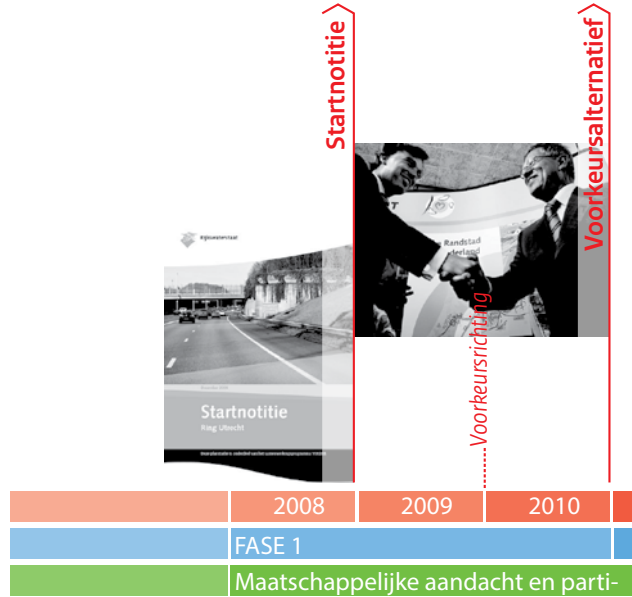 Startnotitie
Voorkeursalternatief
Rijkswaterstaat
Randstad
Voorkeursrichting
Startnotitie
Ring Utrecht
2008
2009
2010
FASE 1
Maatschappelijke aandacht en parti-